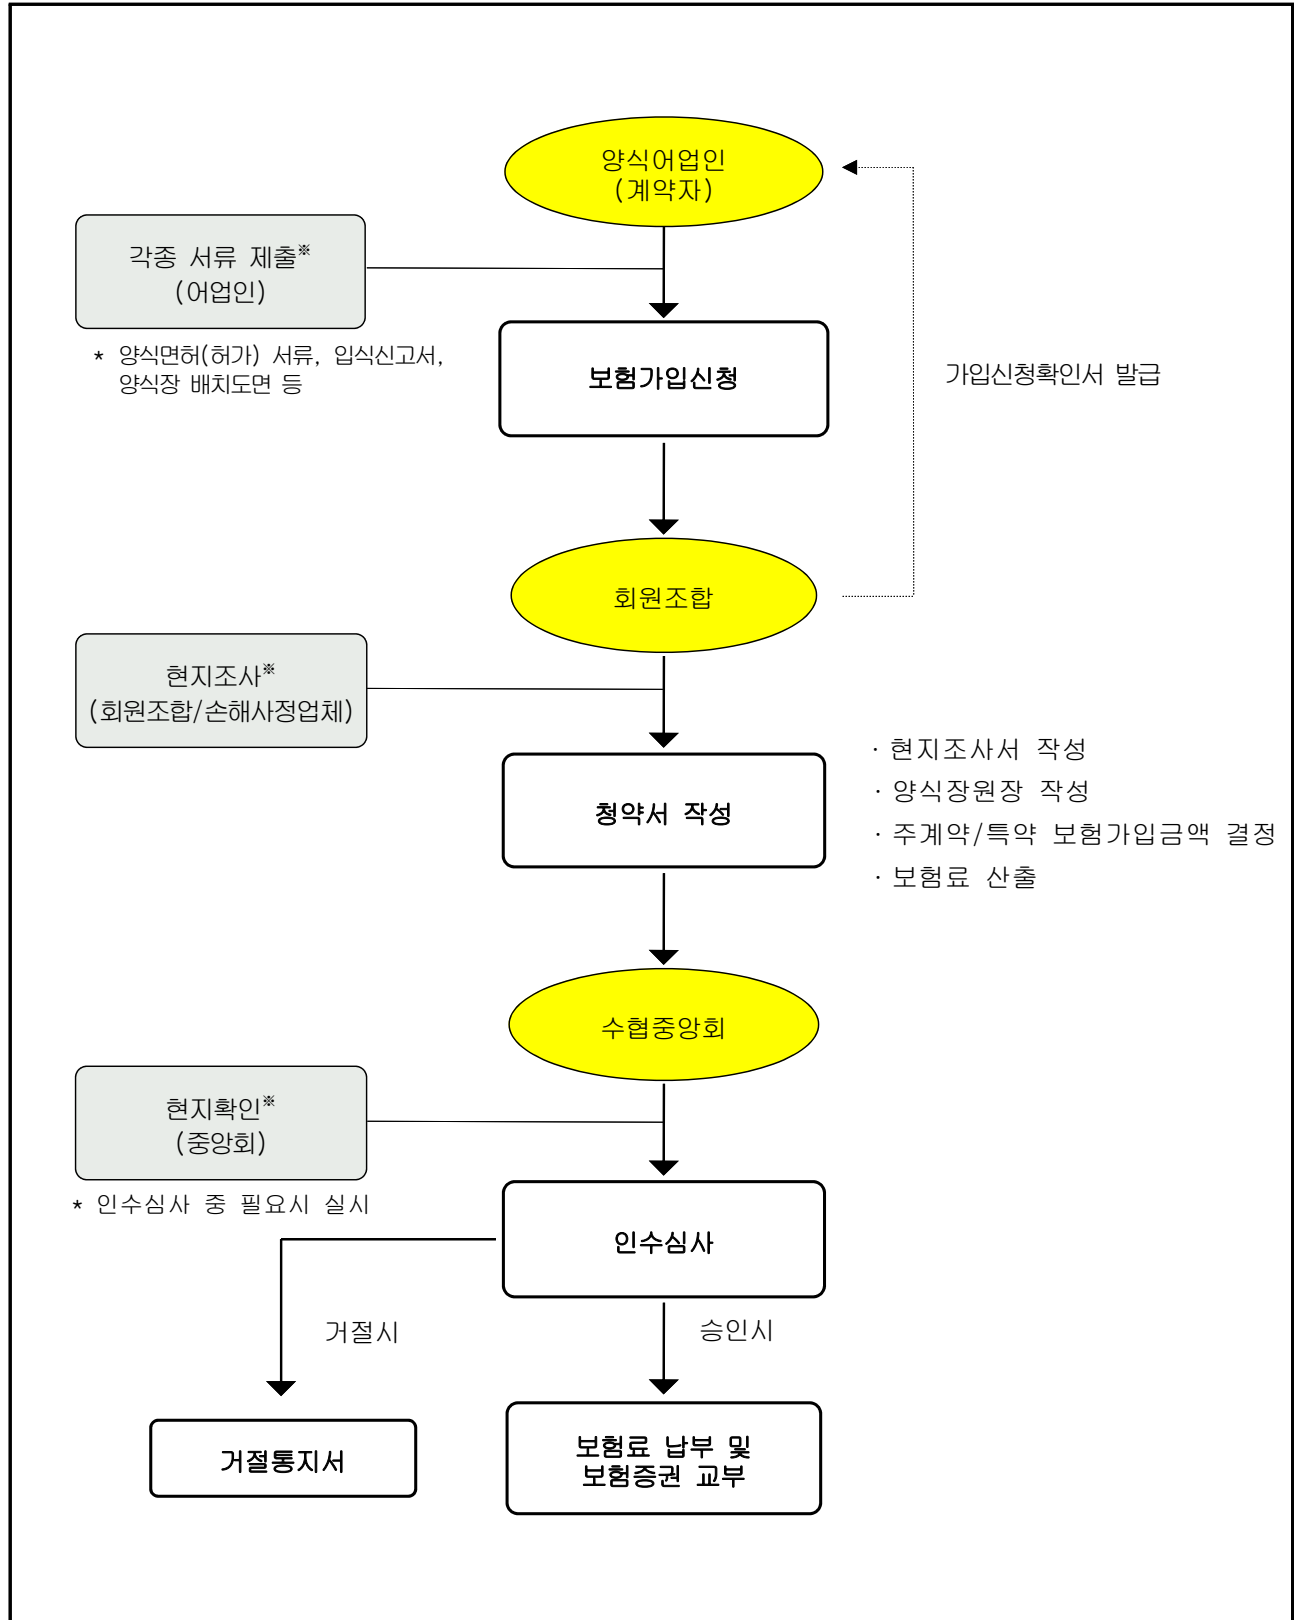 양식어업인
(계약자)
각종 서류 제출※
(어업인)
* 양식면허(허가) 서류, 입식신고서,
양식장 배치도면 등
보험가입신청
가입신청확인서 발급
회원조합
현지조사※
(회원조합/손해사정업체)
청약서 작성
· 현지조사서 작성
· 양식장원장 작성
· 주계약/특약 보험가입금액 결정
· 보험료 산출
수협중앙회
현지확인※
(중앙회)
* 인수심사 중 필요시 실시
인수심사
거절시
승인시
거절통지서
보험료 납부 및
보험증권 교부